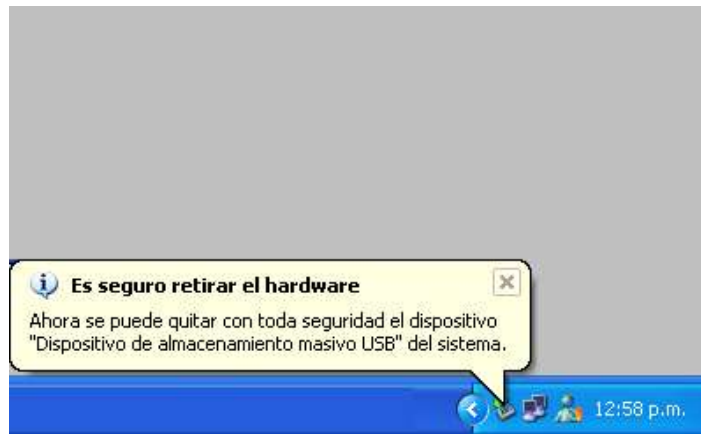 Es seguro retirar el hardware
Ahora se puede quitar con toda seguridad el dispositivo
"Dispositivo de almacenamiento masivo USB" del sistema.
12:58 p.m.